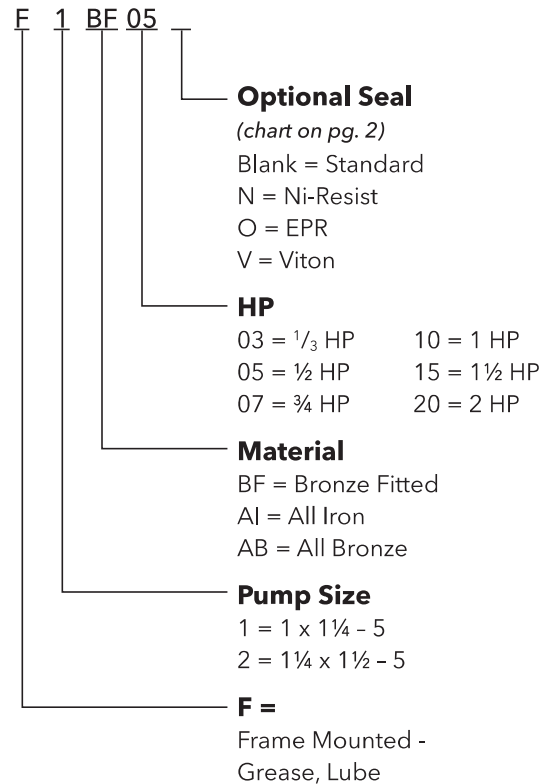 F 1 BF 05 _
Optional Seal
(chart on pg. 2)
Blank = Standard
N = Ni-Resist
O = EPR
V = Viton
HP
03 = 1/3 HP 10 = 1 HP
05 = ½ HP 15 = 1½ HP
07 = ¾ HP 20 = 2 HP
Material
BF = Bronze Fitted
AI = All Iron
AB = All Bronze
Pump Size
1 = 1 x 1¼ – 5
2 = 1¼ x 1½ – 5
F =
Frame Mounted -
Grease, Lube